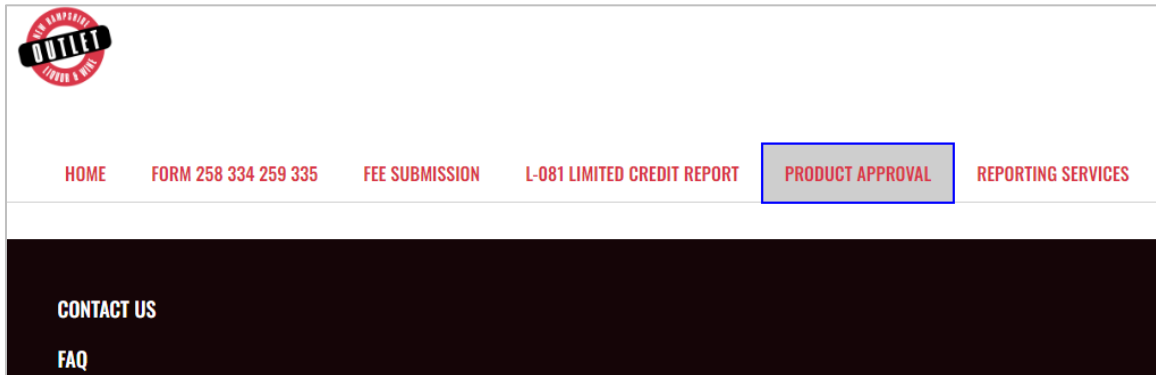 NEW HAMPSHIRE
OUTLET
LIQUOR & WINE
HOME FORM 258 334 259 335 FEE SUBMISSION L-081 LIMITED CREDIT REPORT PRODUCT APPROVAL REPORTING SERVICES
CONTACT US
FAQ